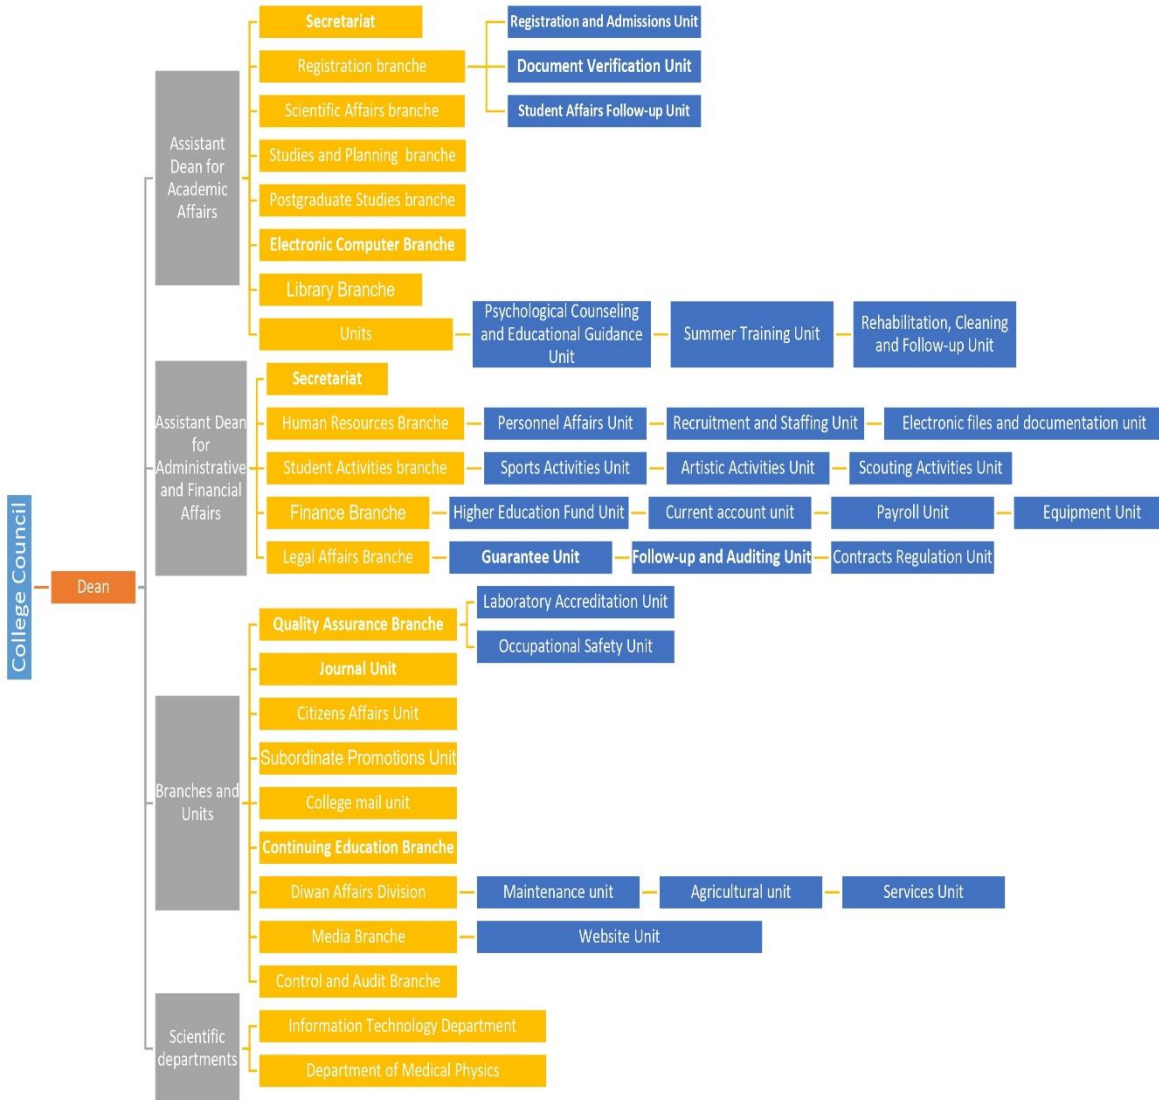 College Council
Dean
Assistant
Dean for
Academic
Affairs
Secretariat
Registration branche
Registration and Admissions Unit
Document Verification Unit
Student Affairs Follow-up Unit
Scientific Affairs branche
Studies and Planning branche
Postgraduate Studies branche
Electronic Computer Branche
Library Branche
Units
Psychological Counseling
and Educational Guidance
Unit
Summer Training Unit
Rehabilitation, Cleaning
and Follow-up Unit
Assistant Dean
for
Administrative
and Financial
Affairs
Secretariat
Human Resources Branche
Personnel Affairs Unit
Recruitment and Staffing Unit
Electronic files and documentation unit
Student Activities branche
Sports Activities Unit
Artistic Activities Unit
Scouting Activities Unit
Finance Branche
Higher Education Fund Unit
Current account unit
Payroll Unit
Equipment Unit
Legal Affairs Branche
Guarantee Unit
Follow-up and Auditing Unit
Contracts Regulation Unit
Branches and
Units
Quality Assurance Branche
Laboratory Accreditation Unit
Occupational Safety Unit
Journal Unit
Citizens Affairs Unit
Subordinate Promotions Unit
College mail unit
Continuing Education Branche
Diwan Affairs Division
Maintenance unit
Agricultural unit
Services Unit
Media Branche
Website Unit
Control and Audit Branche
Scientific
departments
Information Technology Department
Department of Medical Physics